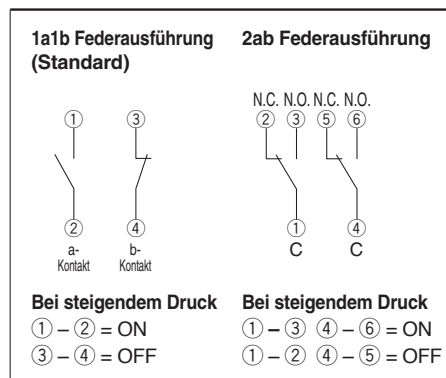 1a1b Federausführung
(Standard)
① ③
② ④
a-
Kontakt
b-
Kontakt
Bei steigendem Druck
① – ② = ON
③ – ④ = OFF
2ab Federausführung
N.C. N.O. N.C. N.O.
② ③ ⑤ ⑥
① ④
C C
Bei steigendem Druck
① – ③ ④ – ⑥ = ON
① – ② ④ – ⑤ = OFF